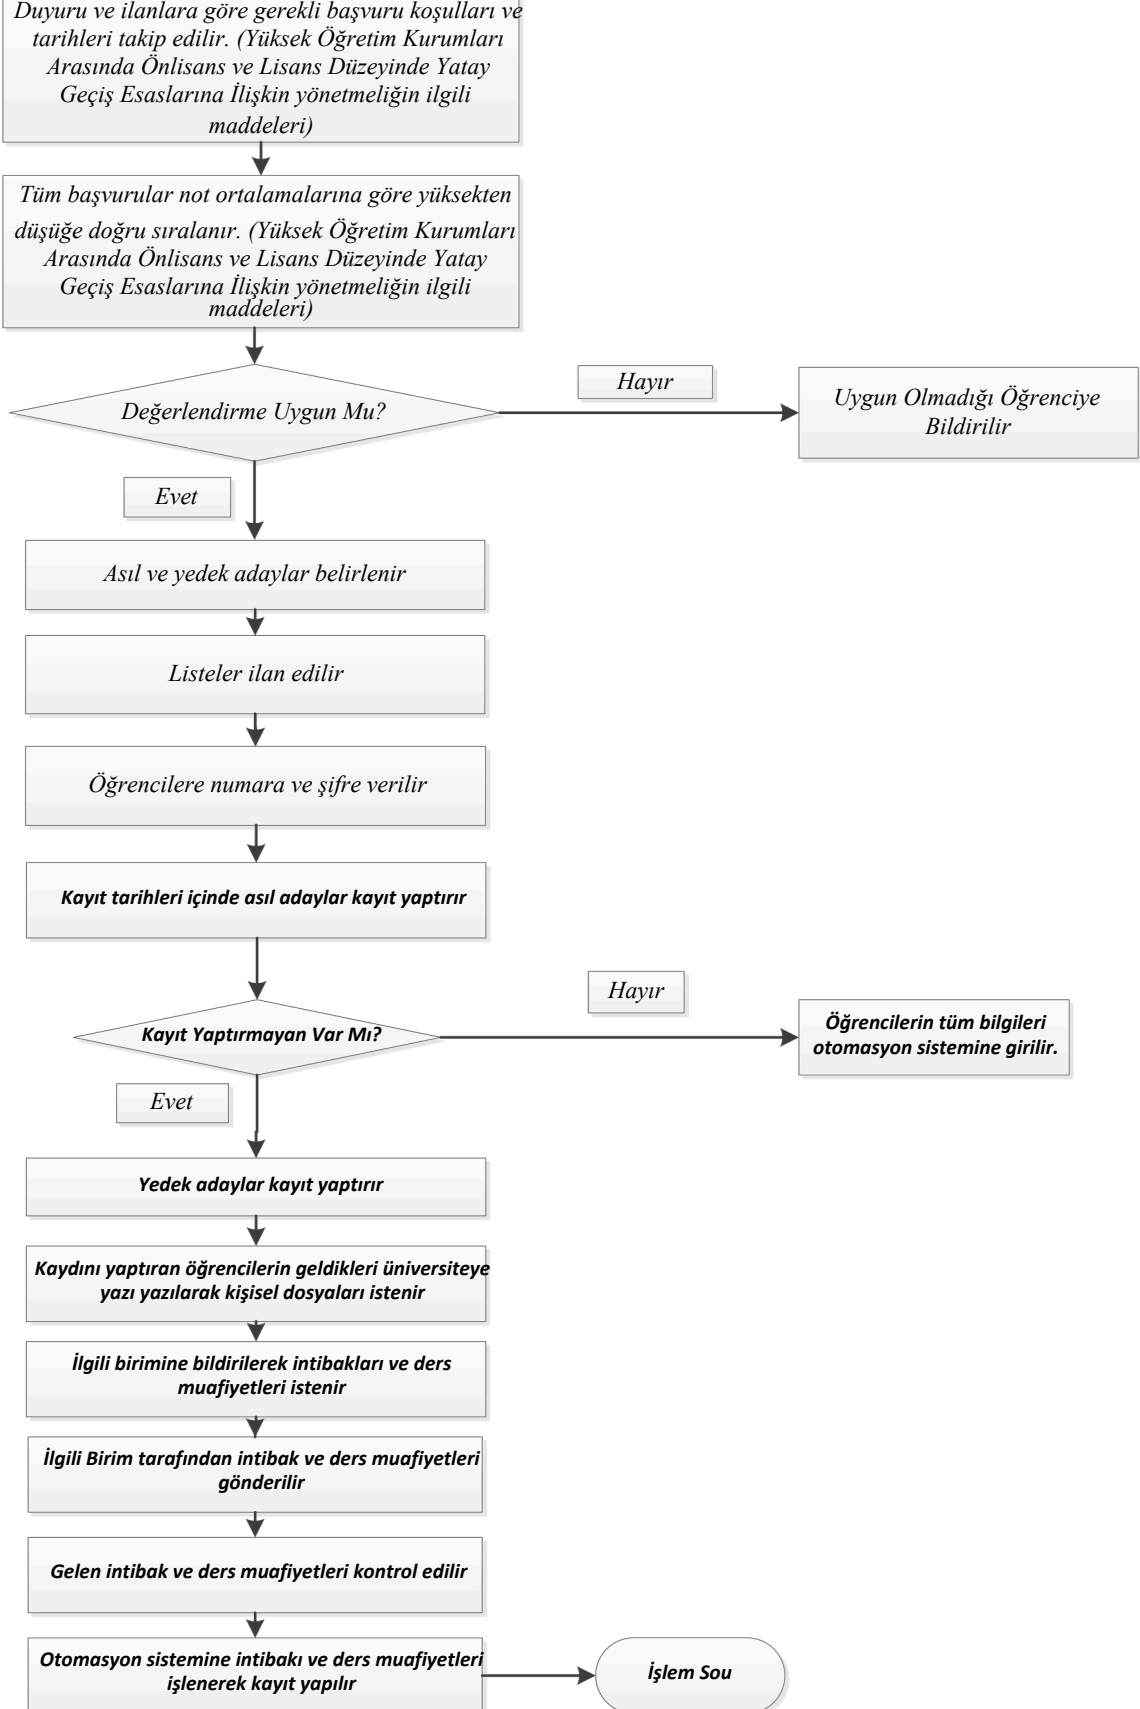 Duyuru ve ilanlara göre gerekli başvuru koşulları ve
tarihleri takip edilir. (Yüksek Öğretim Kurumları
Arasında Önlisans ve Lisans Düzeyinde Yatay
Geçiş Esaslarına İlişkin yönetmeliğin ilgili
maddeleri)
Tüm başvurular not ortalamalarına göre yüksekten
düşüğe doğru sıralanır. (Yüksek Öğretim Kurumları
Arasında Önlisans ve Lisans Düzeyinde Yatay
Geçiş Esaslarına İlişkin yönetmeliğin ilgili
maddeleri)
Değerlendirme Uygun Mu?
Hayır
Uygun Olmadığı Öğrenciye
Bildirilir
Evet
Asıl ve yedek adaylar belirlenir
Listeler ilan edilir
Öğrencilere numara ve şifre verilir
Kayıt tarihleri içinde asıl adaylar kayıt yaptırır
Kayıt Yaptırmayan Var Mı?
Hayır
Öğrencilerin tüm bilgileri
otomasyon sistemine girilir.
Evet
Yedek adaylar kayıt yaptırır
Kaydını yaptıran öğrencilerin geldikleri üniversiteye
yazı yazılarak kişisel dosyaları istenir
İlgili birimine bildirilerek intibakları ve ders
muafiyetleri istenir
İlgili Birim tarafından intibak ve ders muafiyetleri
gönderilir
Gelen intibak ve ders muafiyetleri kontrol edilir
Otomasyon sistemine intibakı ve ders muafiyetleri
işlenerek kayıt yapılır
İşlem Sou